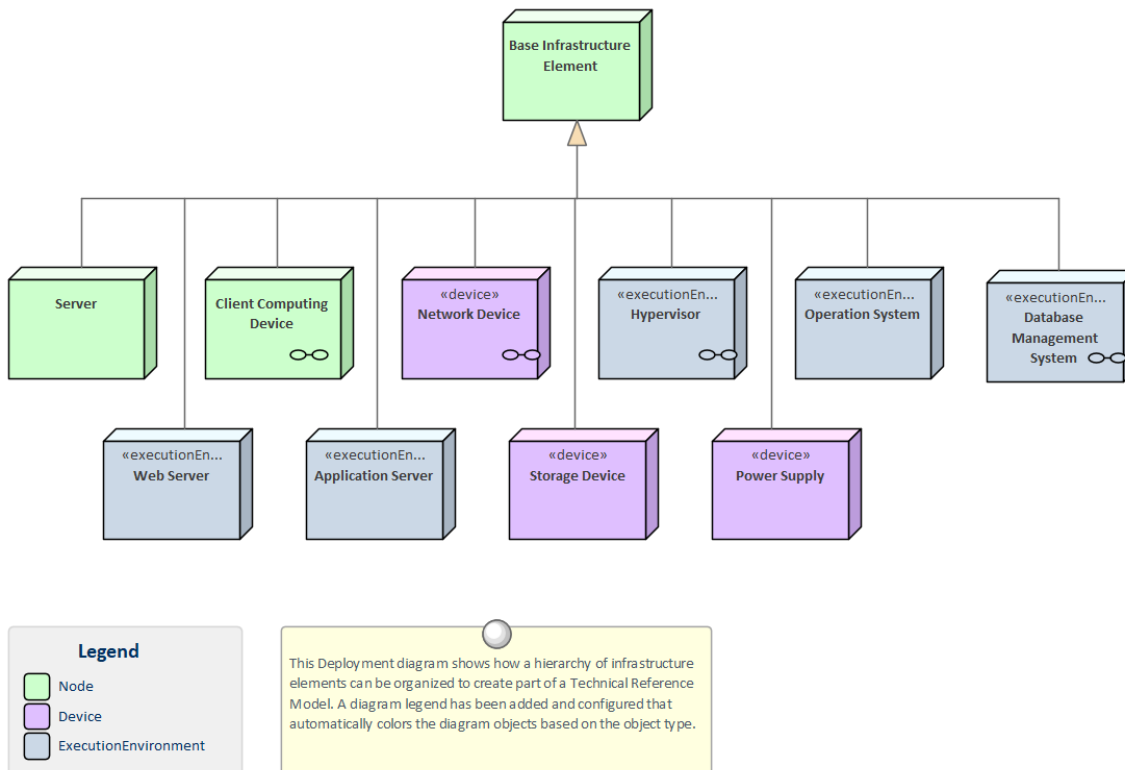 Base Infrastructure
Element
Server
Client Computing
Device
«device»
Network Device
«executionEn...
Hypervisor
«executionEn...
Operation System
«executionEn...
Database
Management
System
«executionEn...
Web Server
«executionEn...
Application Server
«device»
Storage Device
«device»
Power Supply
Legend
Node
Device
ExecutionEnvironment
This Deployment diagram shows how a hierarchy of infrastructure
elements can be organized to create part of a Technical Reference
Model. A diagram legend has been added and configured that
automatically colors the diagram objects based on the object type.